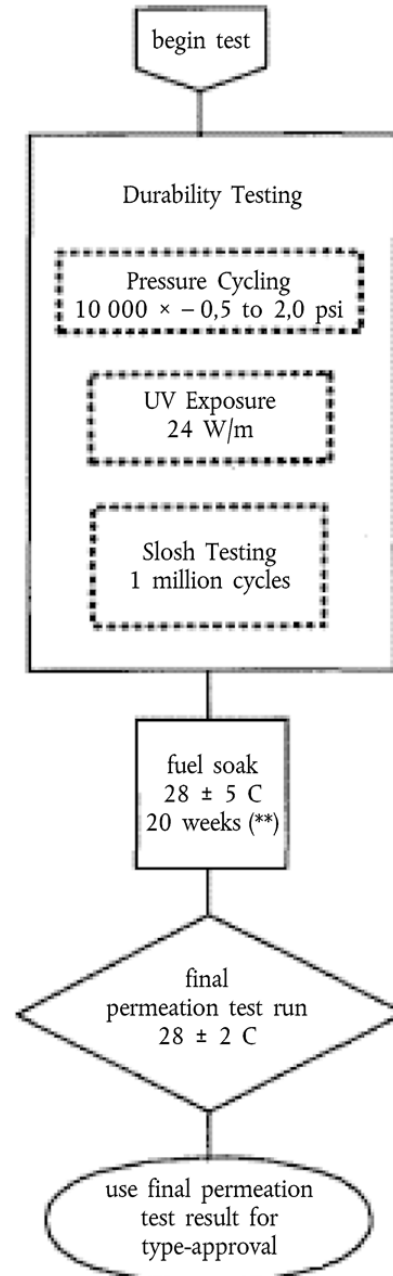 begin test
Durability Testing
Pressure Cycling
10 000 × – 0,5 to 2,0 psi
UV Exposure
24 W/m
Slosh Testing
1 million cycles
fuel soak
28 ± 5 C
20 weeks (**)
final
permeation test run
28 ± 2 C
use final permeation
test result for
type-approval